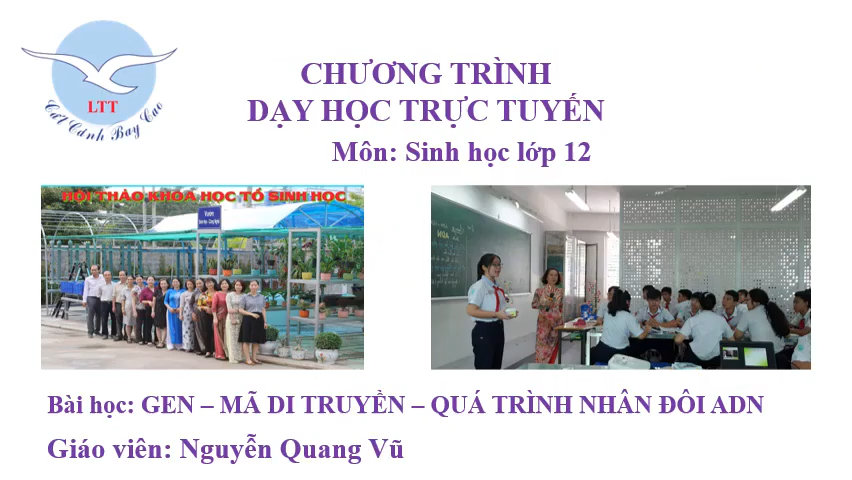 CHƯƠNG TRÌNH
DẠY HỌC TRỰC TUYẾN
Môn: Sinh học lớp 12
LTT
Cất Cánh Bay Cao
HỘI THẢO KHOA HỌC TỔ SINH HỌC
Vườn
Bài học: GEN – MÃ DI TRUYỀN – QUÁ TRÌNH NHÂN ĐÔI ADN
Giáo viên: Nguyễn Quang Vũ